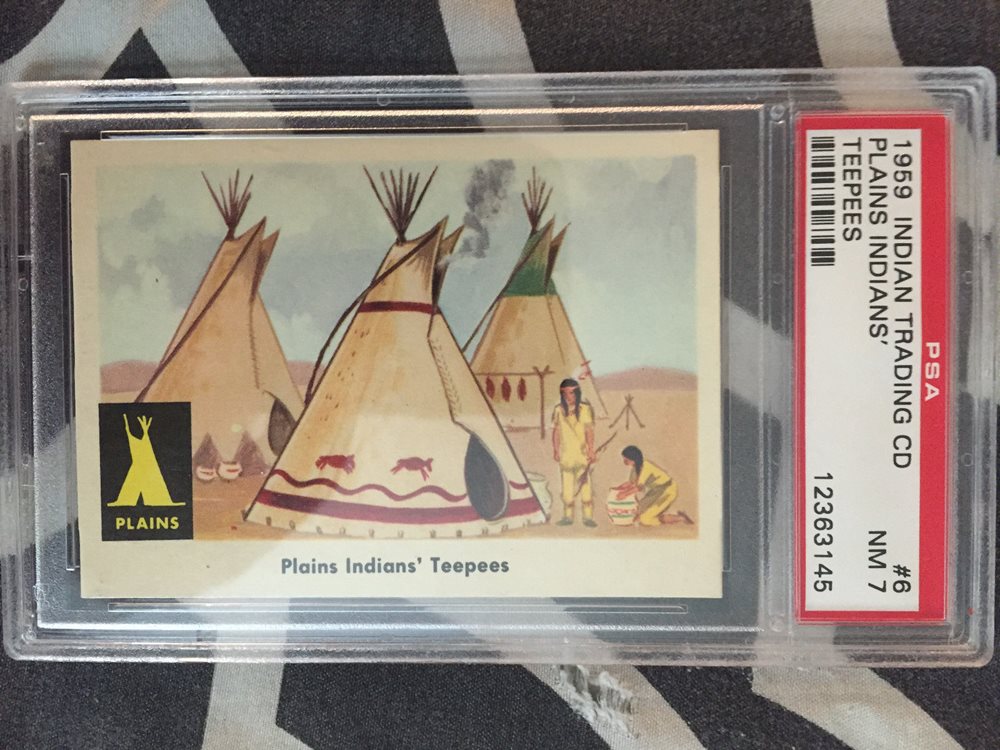 PLAINS
Plains Indians' Teepees
PSA
1959 INDIAN TRADING CD #6
PLAINS INDIANS' NM 7
TEEPEES
12363145